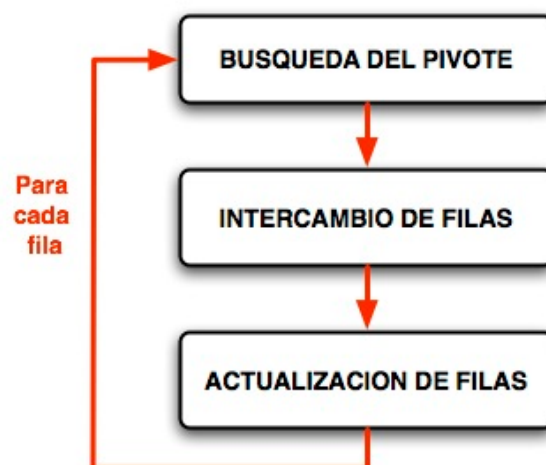 BUSQUEDA DEL PIVOTE
Para
cada
fila
INTERCAMBIO DE FILAS
ACTUALIZACION DE FILAS